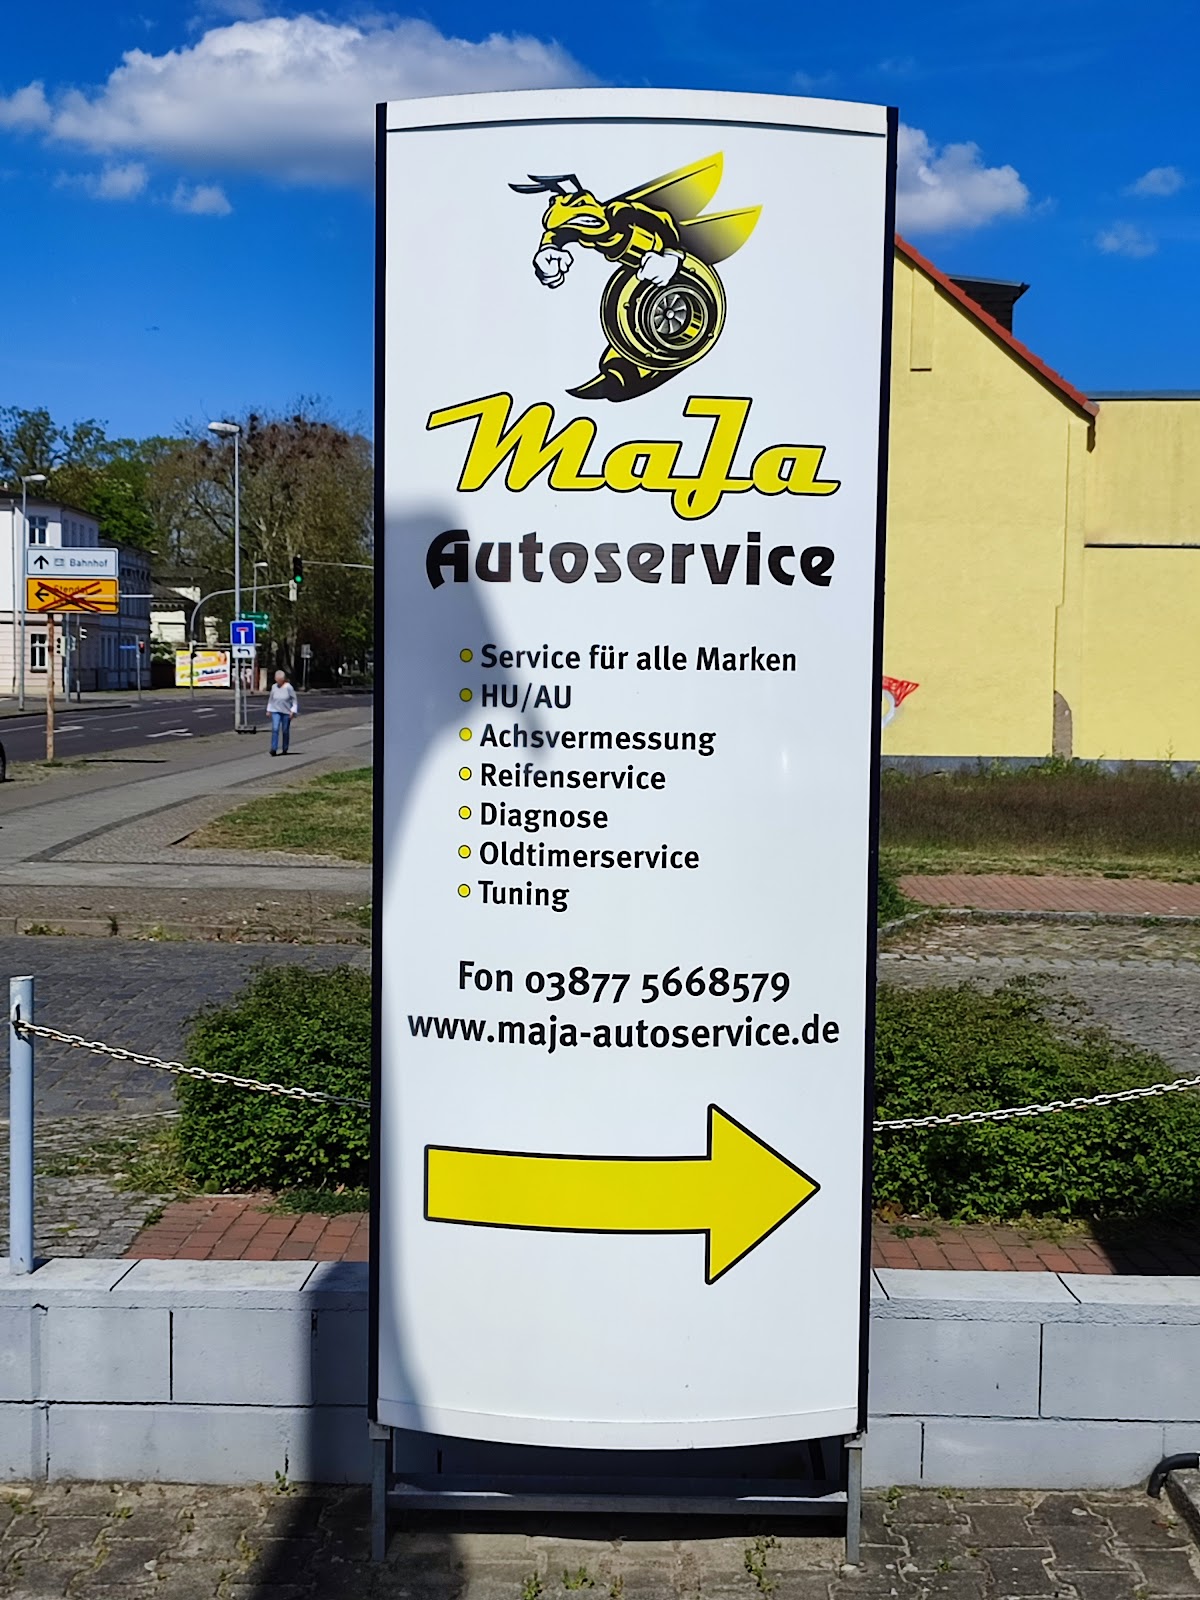 MaJa
Autoservice
Service für alle Marken
HU/AU
Achsvermessung
Reifenservice
Diagnose
Oldtimerservice
Tuning
Fon 03877 5668579
www.maja-autoservice.de
Bahnhof
Stendal